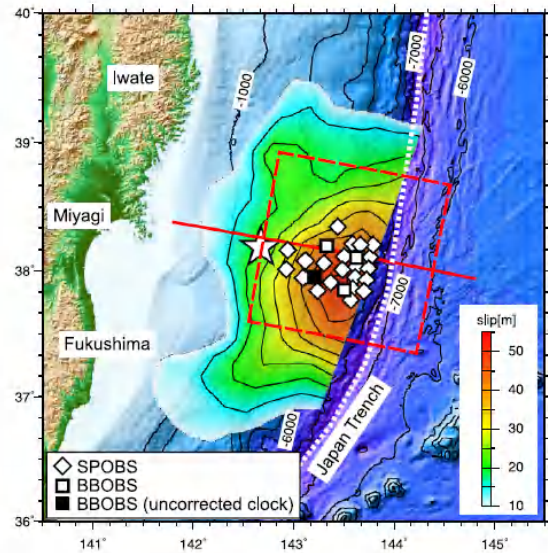 40°
39°
38°
37°
36°
141°
142°
143°
144°
145°
Iwate
Miyagi
Fukushima
-1000
-7000
-6000
-7000
-6000
Japan Trench
slip[m]
50
40
30
20
10
SPOBS
BBOBS
BBOBS (uncorrected clock)